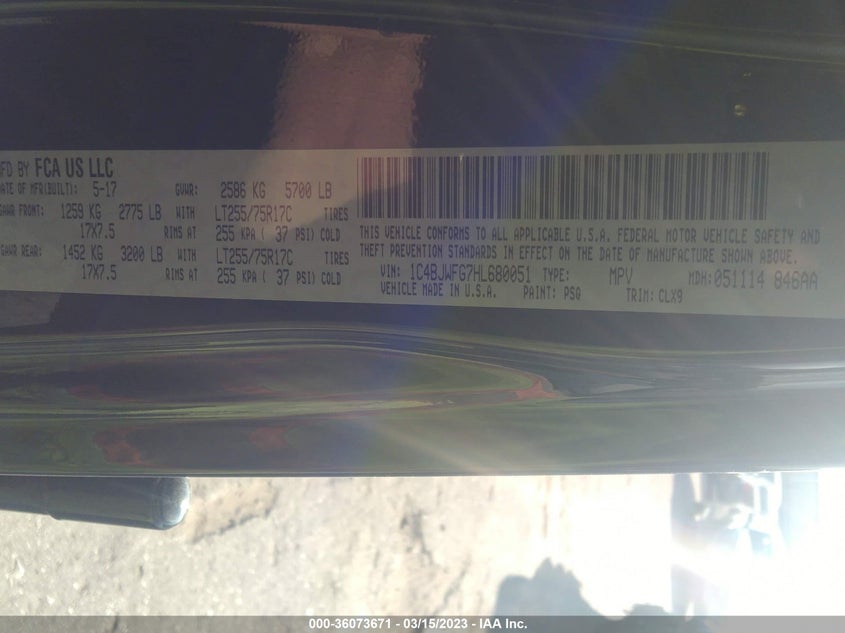 MFD BY FCA US LLC
DATE OF MFR(BUILT): 5-17 GVWR: 2586 KG 5700 LB
GAWR FRONT: 1259 KG 2775 LB WITH LT255/75R17C TIRES
17X7.5 RIMS AT 255 KPA ( 37 PSI) COLD
GAWR REAR: 1452 KG 3200 LB WITH LT255/75R17C TIRES
17X7.5 RIMS AT 255 KPA ( 37 PSI) COLD
THIS VEHICLE CONFORMS TO ALL APPLICABLE U.S.A. FEDERAL MOTOR VEHICLE SAFETY AND
THEFT PREVENTION STANDARDS IN EFFECT ON THE DATE OF MANUFACTURE SHOWN ABOVE.
VIN: 1C4BJWFG7HL680051 TYPE: MPV MDH:051114 846AA
VEHICLE MADE IN U.S.A. PAINT: PSQ TRIM: CLX9
000-36073671 - 03/15/2023 - IAA Inc.